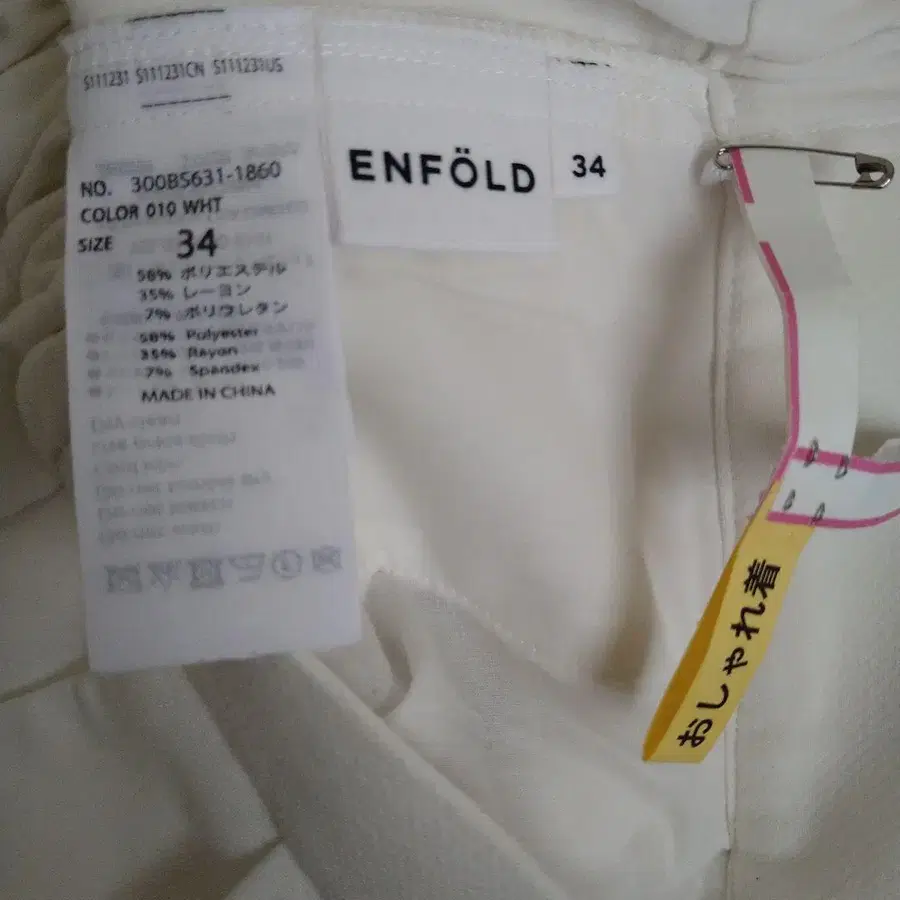 S111231 S111231CN S111231US
NO. 300BS631-1860
COLOR 010 WHT
SIZE 34
58% ポリエステル
35% レーヨン
7% ポリウレタン
58% Polyester
35% Rayon
7% Spandex
MADE IN CHINA
ENFÖLD
34
おしゃれ着